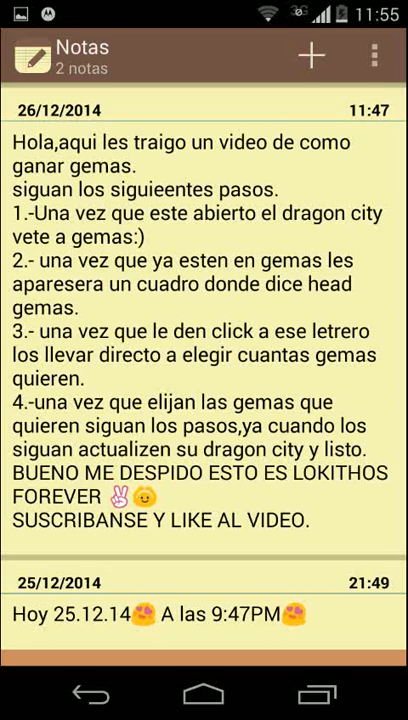 11:55
Notas
2 notas
26/12/2014 11:47
Hola,aqui les traigo un video de como
ganar gemas.
siguan los siguieentes pasos.
1.-Una vez que este abierto el dragon city
vete a gemas:)
2.- una vez que ya esten en gemas les
aparesera un cuadro donde dice head
gemas.
3.- una vez que le den click a ese letrero
los llevar directo a elegir cuantas gemas
quieren.
4.-una vez que elijan las gemas que
quieren siguan los pasos,ya cuando los
siguan actualizen su dragon city y listo.
BUENO ME DESPIDO ESTO ES LOKITHOS
FOREVER ✌️😊
SUSCRIBANSE Y LIKE AL VIDEO.
25/12/2014 21:49
Hoy 25.12.14😍 A las 9:47PM😍